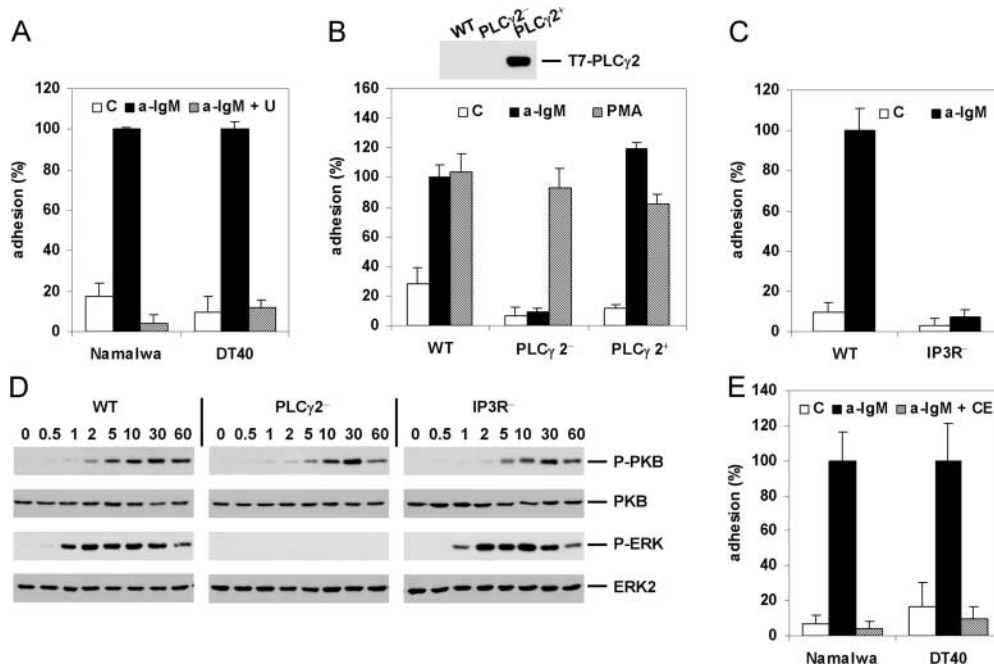 A
C a-IgM a-IgM + U
adhesion (%)
120
100
80
60
40
20
0
Namalwa DT40
B
WT PLCγ2⁻ PLCγ2⁺
T7-PLCγ2
C a-IgM PMA
adhesion (%)
160
140
120
100
80
60
40
20
0
WT PLCγ 2⁻ PLCγ 2⁺
C
C a-IgM
adhesion (%)
120
100
80
60
40
20
0
WT IP3R⁻
D
WT PLCγ2⁻ IP3R⁻
0 0.5 1 2 5 10 30 60 0 0.5 1 2 5 10 30 60 0 0.5 1 2 5 10 30 60
P-PKB
PKB
P-ERK
ERK2
E
C a-IgM a-IgM + CE
adhesion (%)
140
120
100
80
60
40
20
0
Namalwa DT40